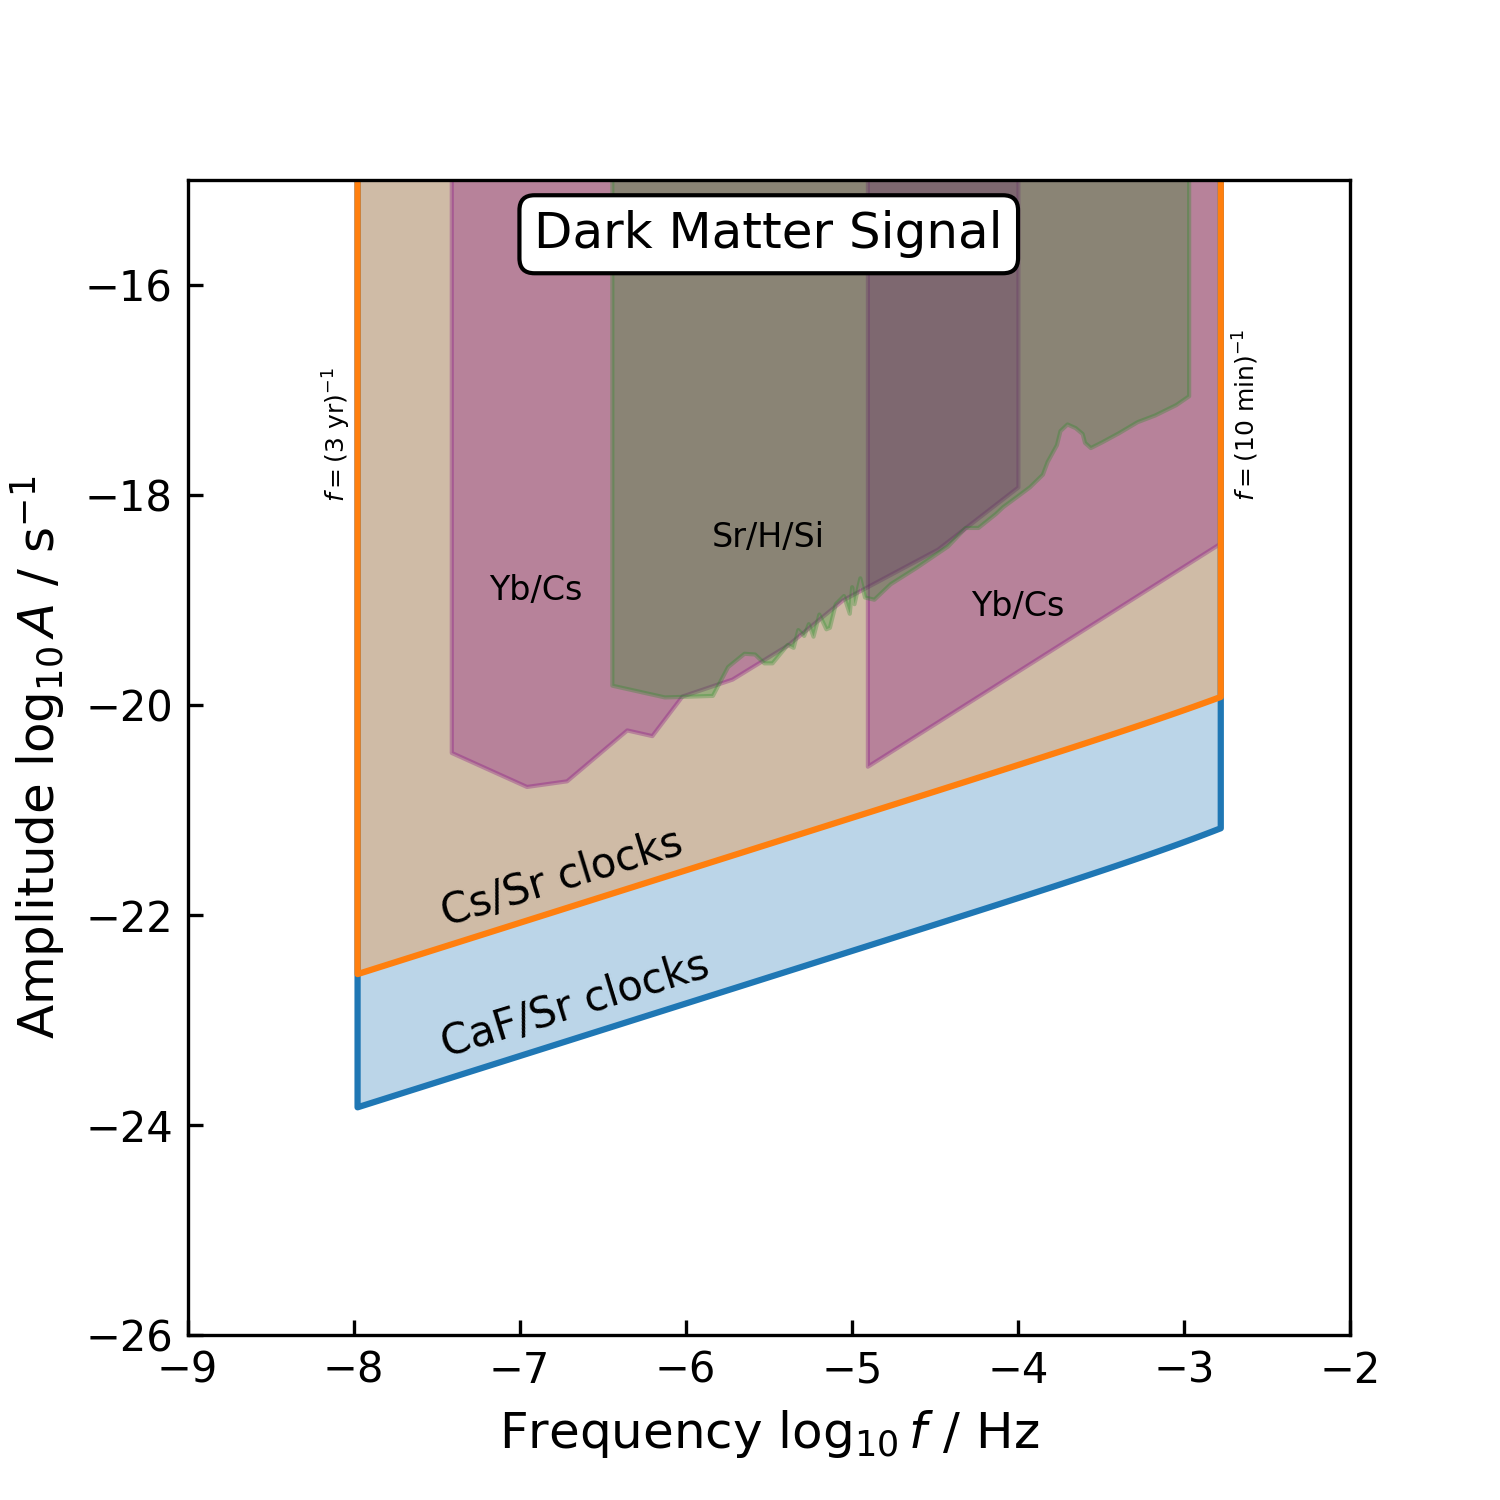 Dark Matter Signal
−16
−18
−20
−22
−24
−26
Amplitude log₁₀ A / s⁻¹
f = (3 yr)⁻¹
f = (10 min)⁻¹
Sr/H/Si
Yb/Cs
Yb/Cs
Cs/Sr clocks
CaF/Sr clocks
−9 −8 −7 −6 −5 −4 −3 −2
Frequency log₁₀ f / Hz